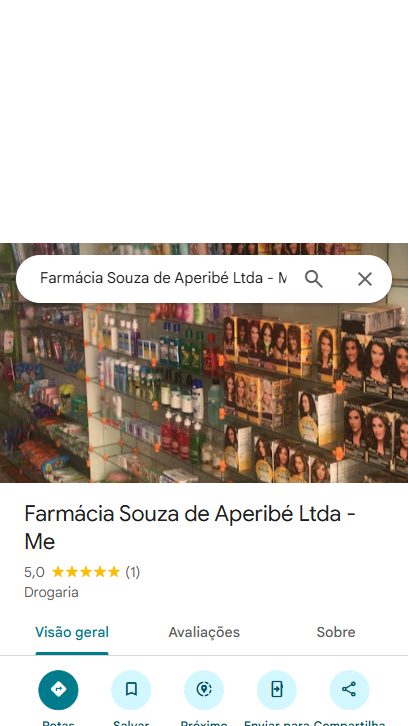 Farmácia Souza de Aperibé Ltda - M
Farmácia Souza de Aperibé Ltda -
Me
5,0 (1)
Drogaria
Visão geral Avaliações Sobre
Rotas Salvar Próximo Enviar para Compartilha